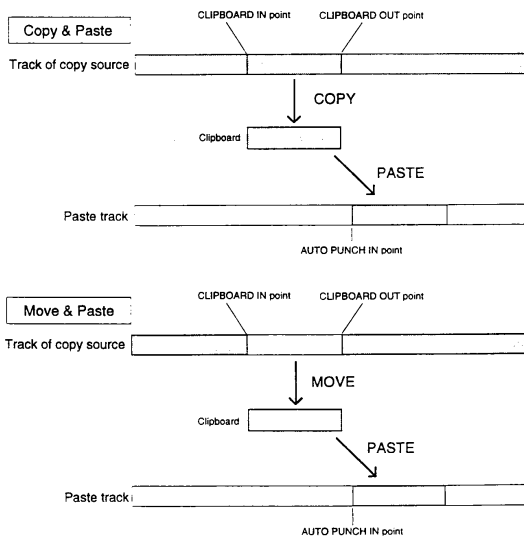 CLIPBOARD IN point CLIPBOARD OUT point
Copy & Paste
Track of copy source
COPY
Clipboard
PASTE
Paste track
AUTO PUNCH IN point
CLIPBOARD IN point CLIPBOARD OUT point
Move & Paste
Track of copy source
MOVE
Clipboard
PASTE
Paste track
AUTO PUNCH IN point